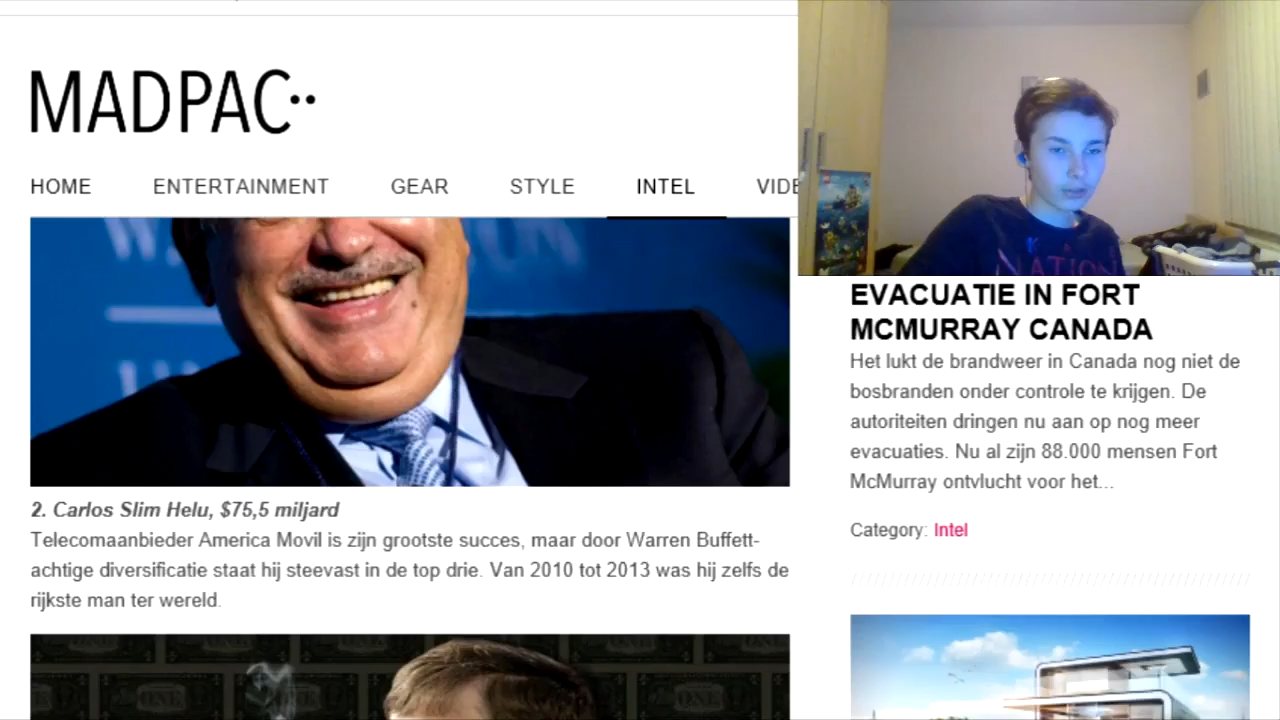 MADPAC
HOME ENTERTAINMENT GEAR STYLE INTEL
2. Carlos Slim Helu, $75,5 miljard
Telecomaanbieder America Movil is zijn grootste succes, maar door Warren Buffett-
achtige diversificatie staat hij steevast in de top drie. Van 2010 tot 2013 was hij zelfs de
rijkste man ter wereld.
EVACUATIE IN FORT
MCMURRAY CANADA
Het lukt de brandweer in Canada nog niet de
bosbranden onder controle te krijgen. De
autoriteiten dringen nu aan op nog meer
evacuaties. Nu al zijn 88.000 mensen Fort
McMurray ontvlucht voor het...
Category: Intel